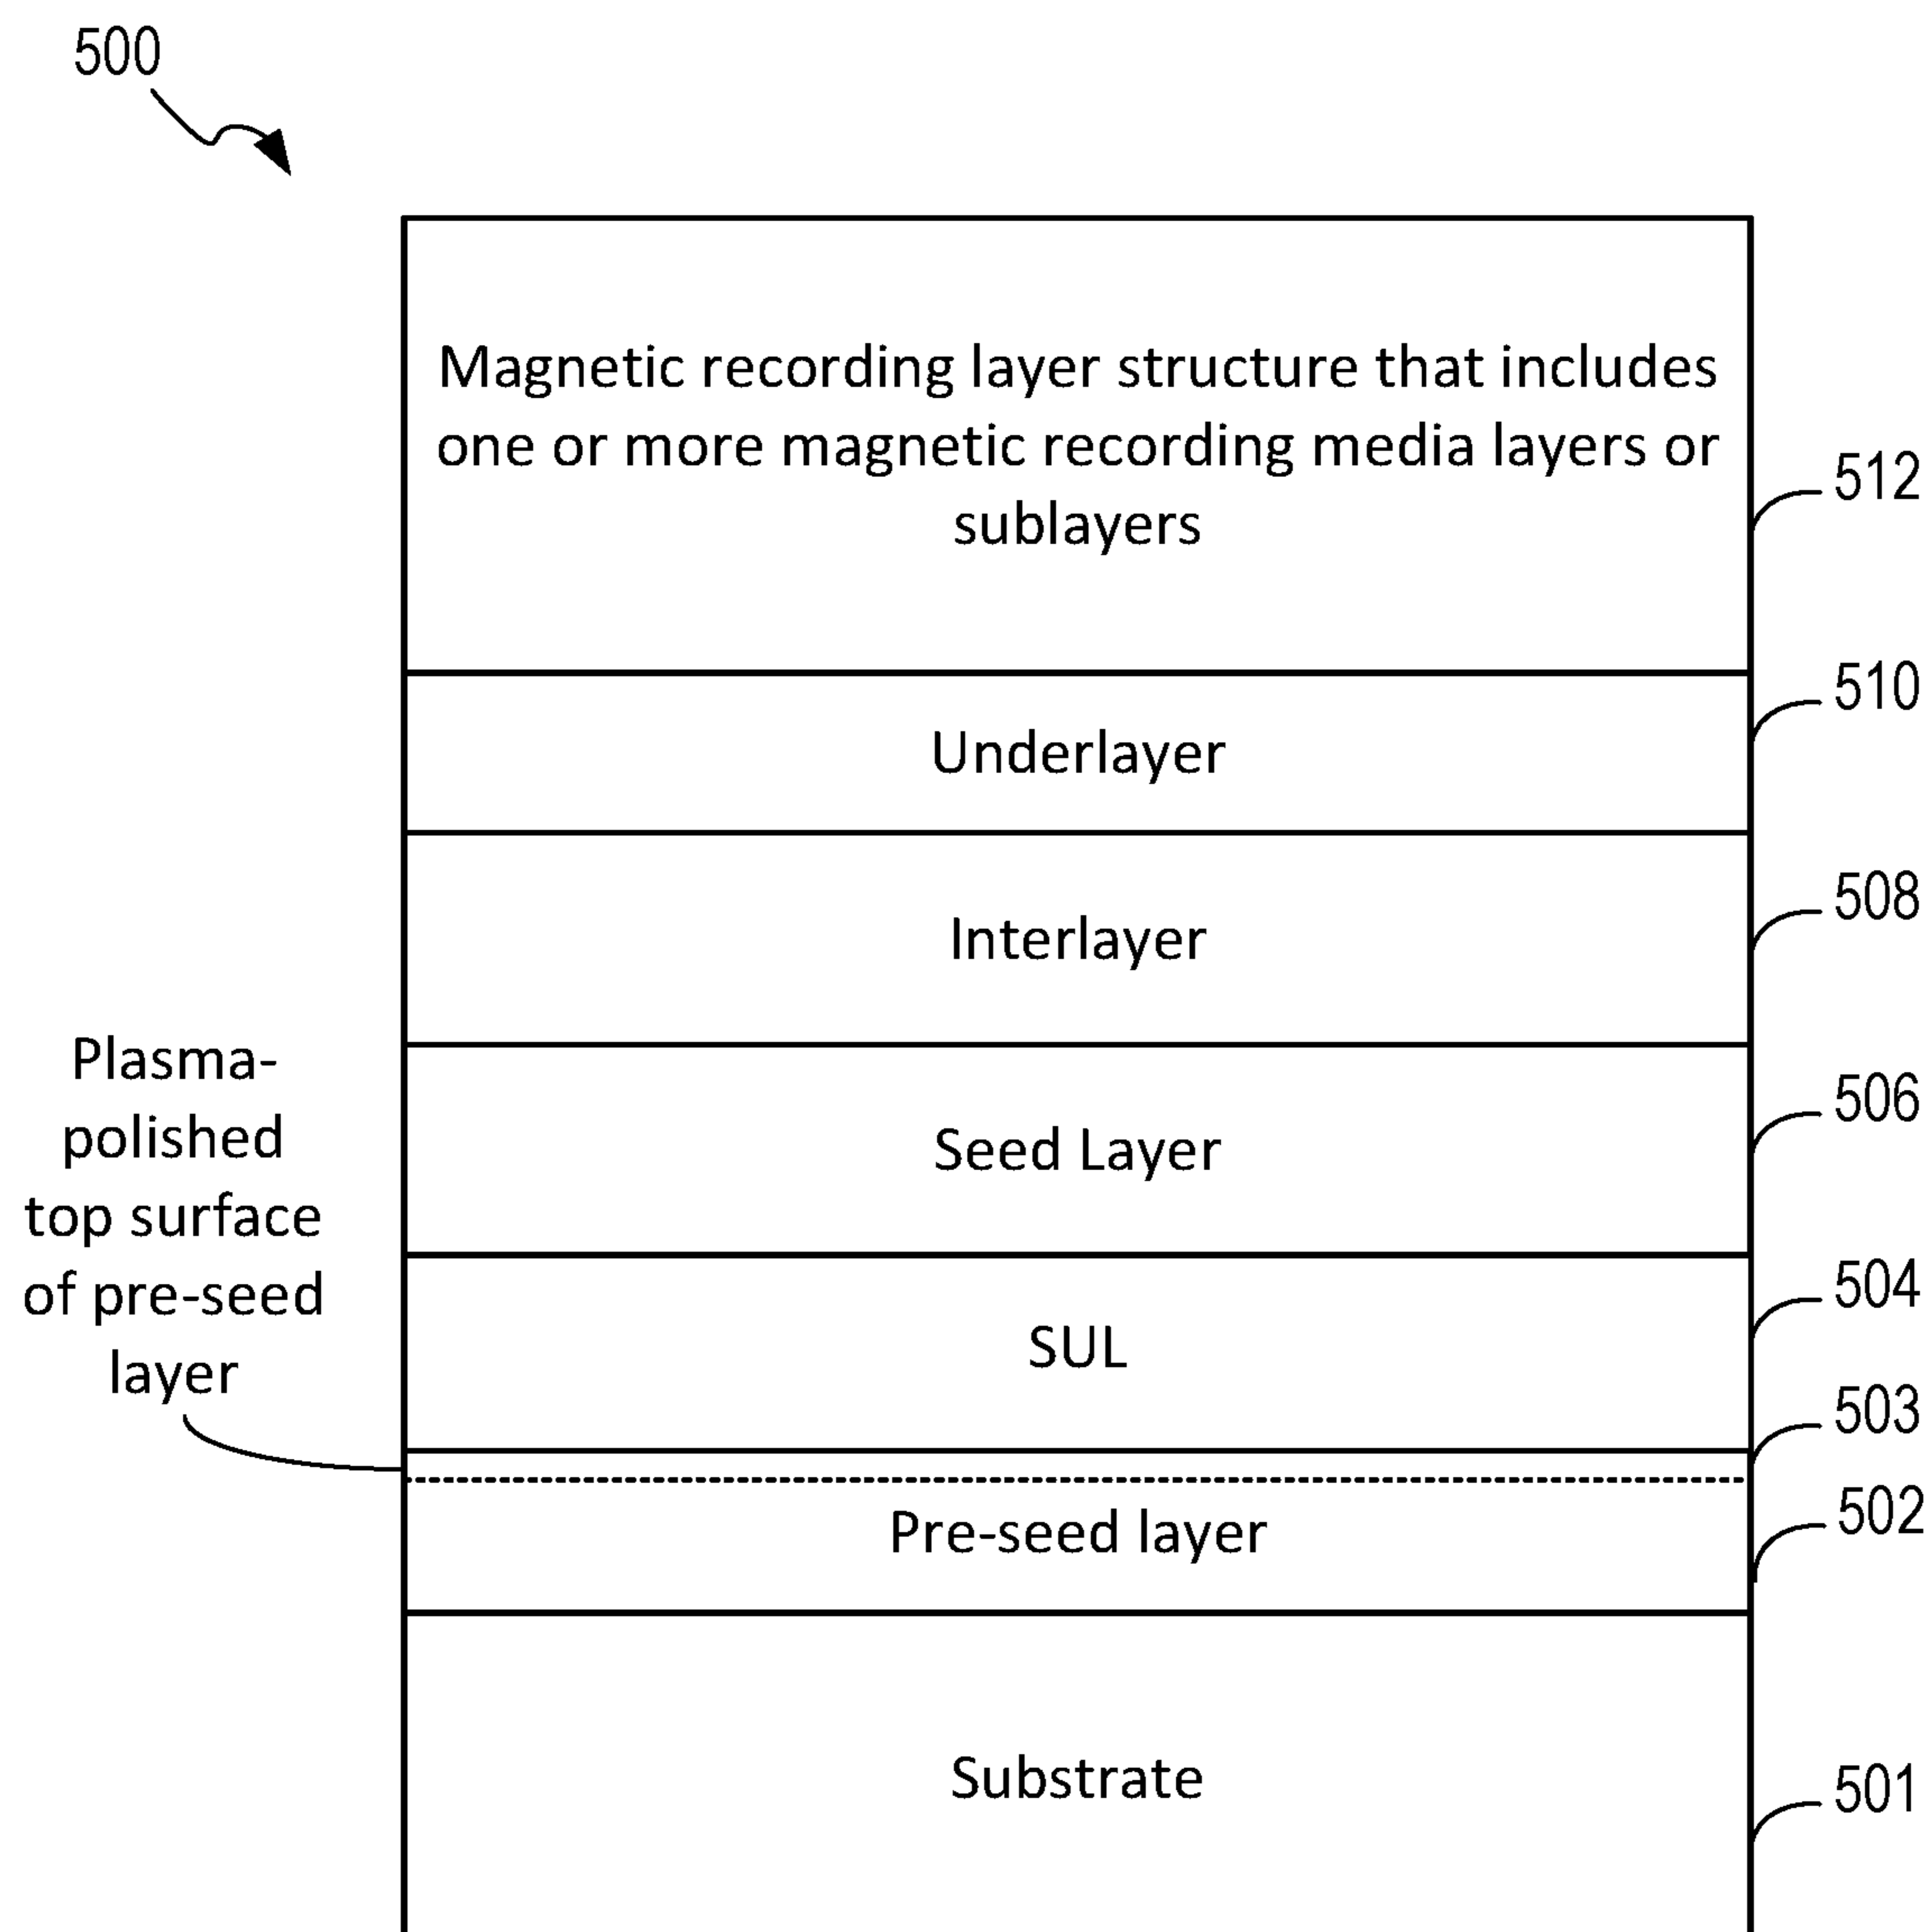 500
Magnetic recording layer structure that includes
one or more magnetic recording media layers or
sublayers
512
Underlayer
510
Interlayer
508
Seed Layer
506
SUL
504
Plasma-
polished
top surface
of pre-seed
layer
503
Pre-seed layer
502
Substrate
501